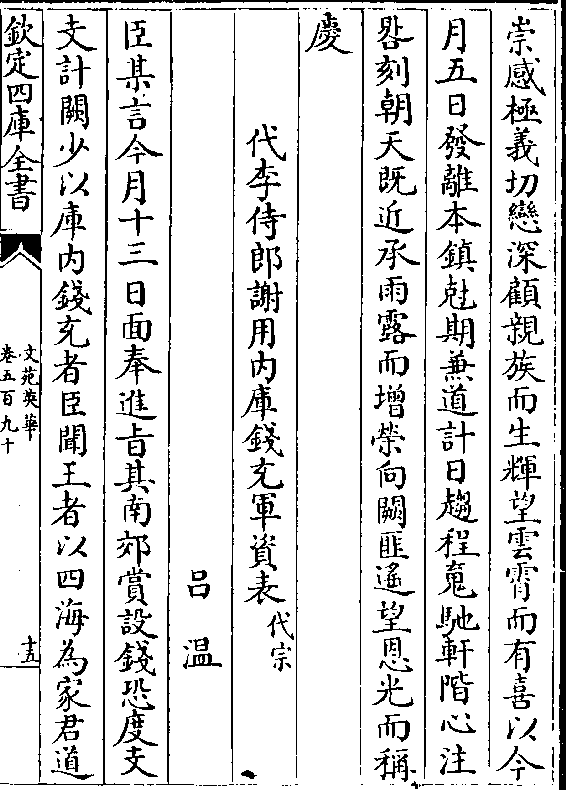 崇感極義切戀深顧親族而生輝望雲霄而有喜以今
月五日發離本鎮尅期兼道計日趨程䰟馳軒階心注
晷刻朝天既近承雨露而增榮向闕匪遙望恩光而稱
慶
代李侍郎謝用内庫錢充軍資表代宗
吕温
臣某言今月十三日面奉進㫖其南郊賞設錢恐度支
支計闕少以庫内錢充者臣聞王者以四海為家君道
欽定四庫全書
文苑英華
卷五百九十
十五